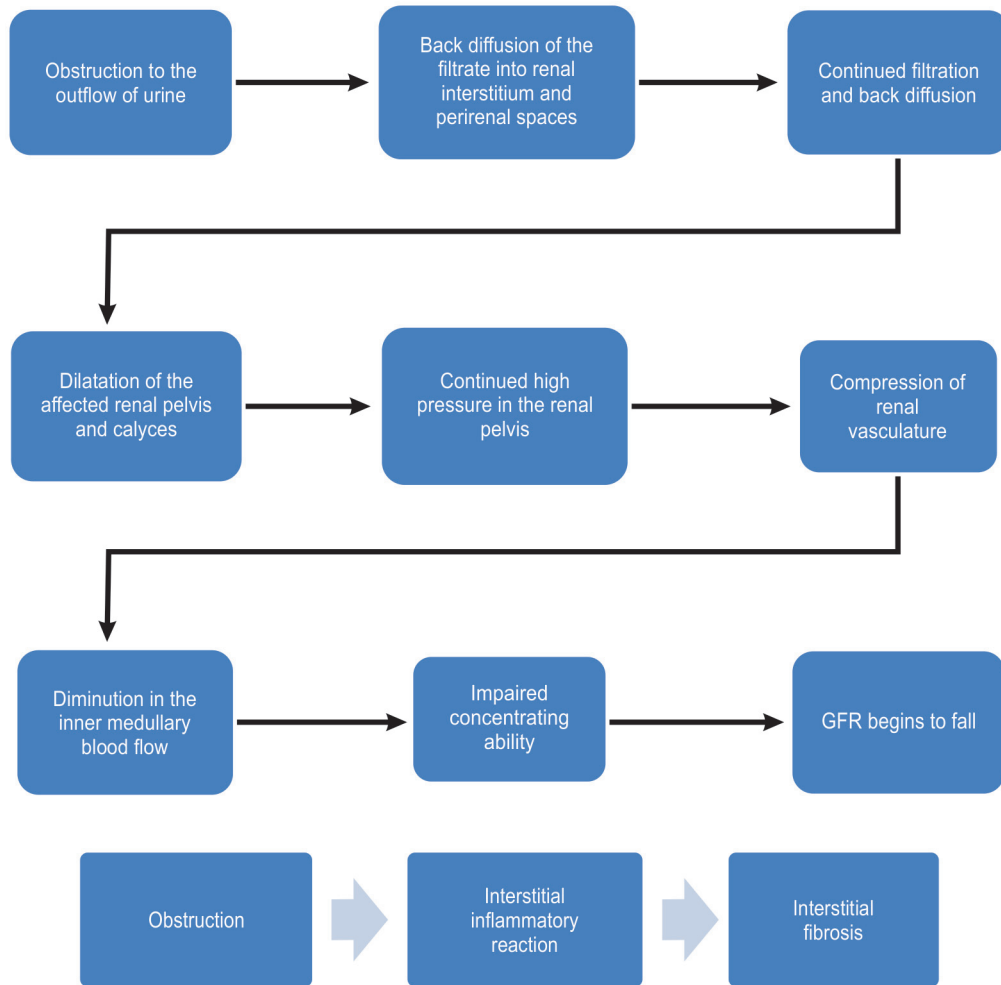 Obstruction to the
outflow of urine
Back diffusion of the
filtrate into renal
interstitium and
perirenal spaces
Continued filtration
and back diffusion
Dilatation of the
affected renal pelvis
and calyces
Continued high
pressure in the renal
pelvis
Compression of
renal
vasculature
Diminution in the
inner medullary
blood flow
Impaired
concentrating
ability
GFR begins to fall
Obstruction
Interstitial
inflammatory
reaction
Interstitial
fibrosis